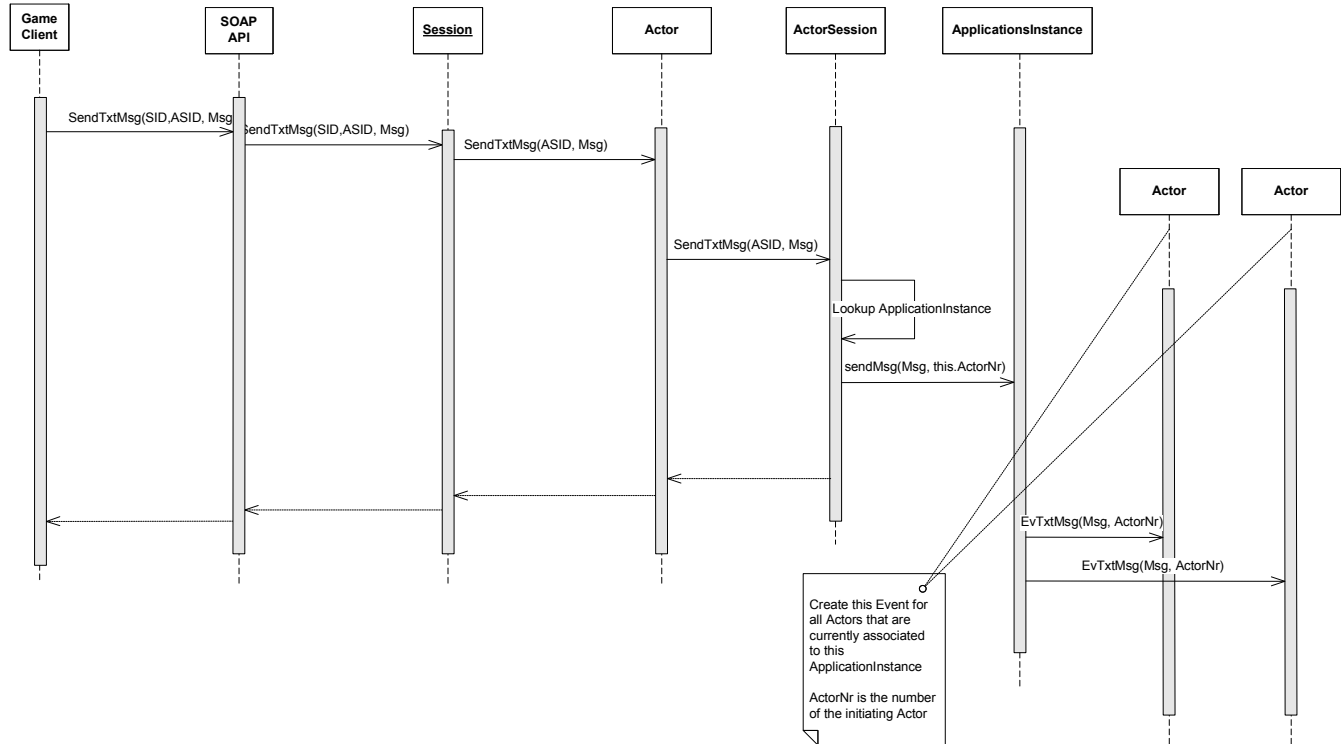 Game
Client
SOAP
API
Session
Actor
ActorSession
ApplicationsInstance
SendTxtMsg(SID,ASID, Msg
SendTxtMsg(SID,ASID, Msg)
SendTxtMsg(ASID, Msg)
Actor
Actor
SendTxtMsg(ASID, Msg)
Lookup ApplicationInstance
sendMsg(Msg, this.ActorNr)
EvTxtMsg(Msg, ActorNr)
EvTxtMsg(Msg, ActorNr)
Create this Event for
all Actors that are
currently associated
to this
ApplicationInstance
ActorNr is the number
of the initiating Actor